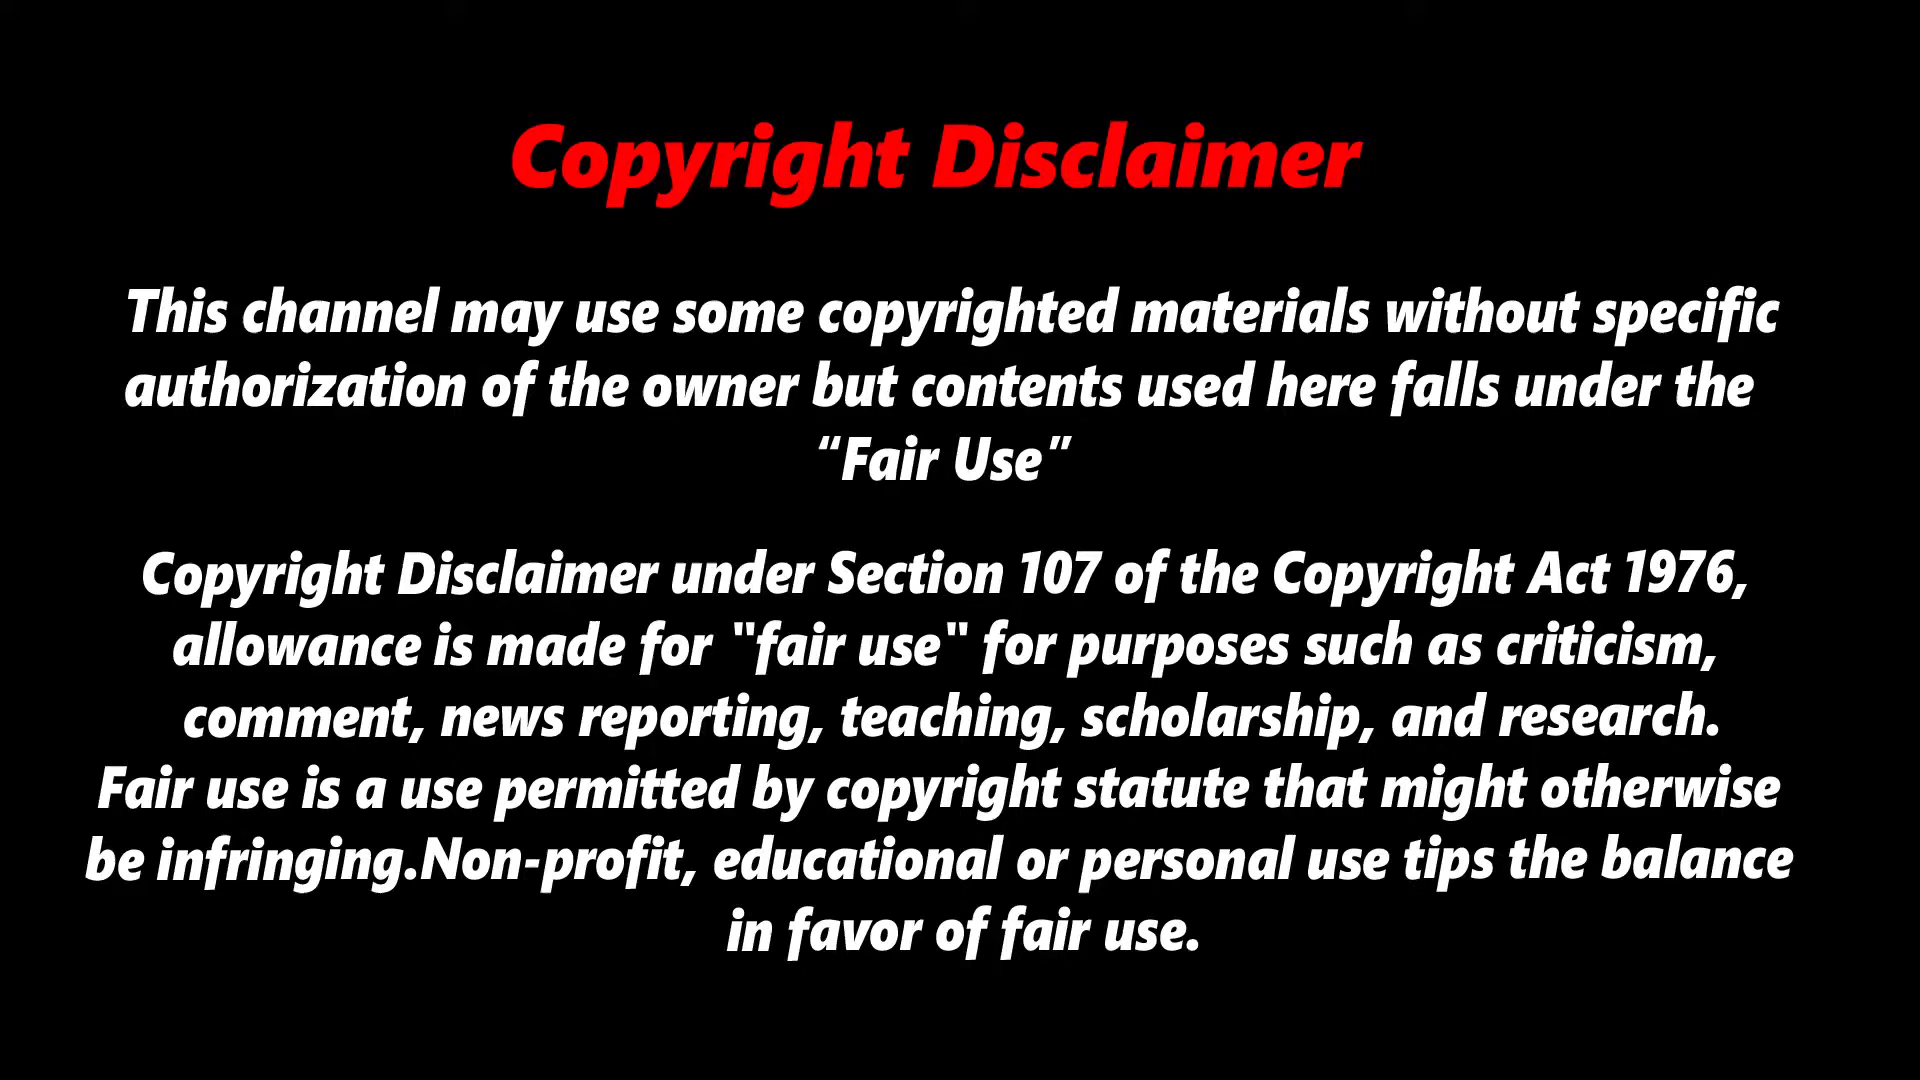 Copyright Disclaimer
This channel may use some copyrighted materials without specific
authorization of the owner but contents used here falls under the
“Fair Use”
Copyright Disclaimer under Section 107 of the Copyright Act 1976,
allowance is made for "fair use" for purposes such as criticism,
comment, news reporting, teaching, scholarship, and research.
Fair use is a use permitted by copyright statute that might otherwise
be infringing.Non-profit, educational or personal use tips the balance
in favor of fair use.